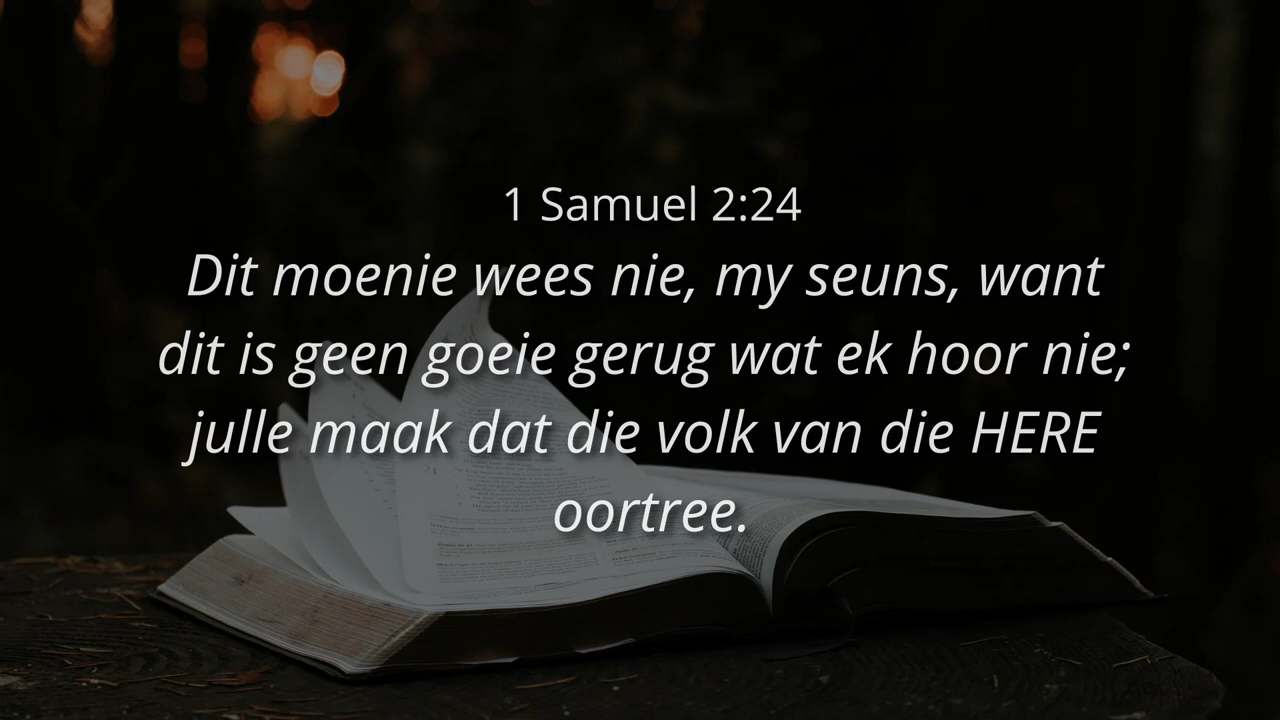 1 Samuel 2:24
Dit moenie wees nie, my seuns, want
dit is geen goeie gerug wat ek hoor nie;
julle maak dat die volk van die HERE
oortree.